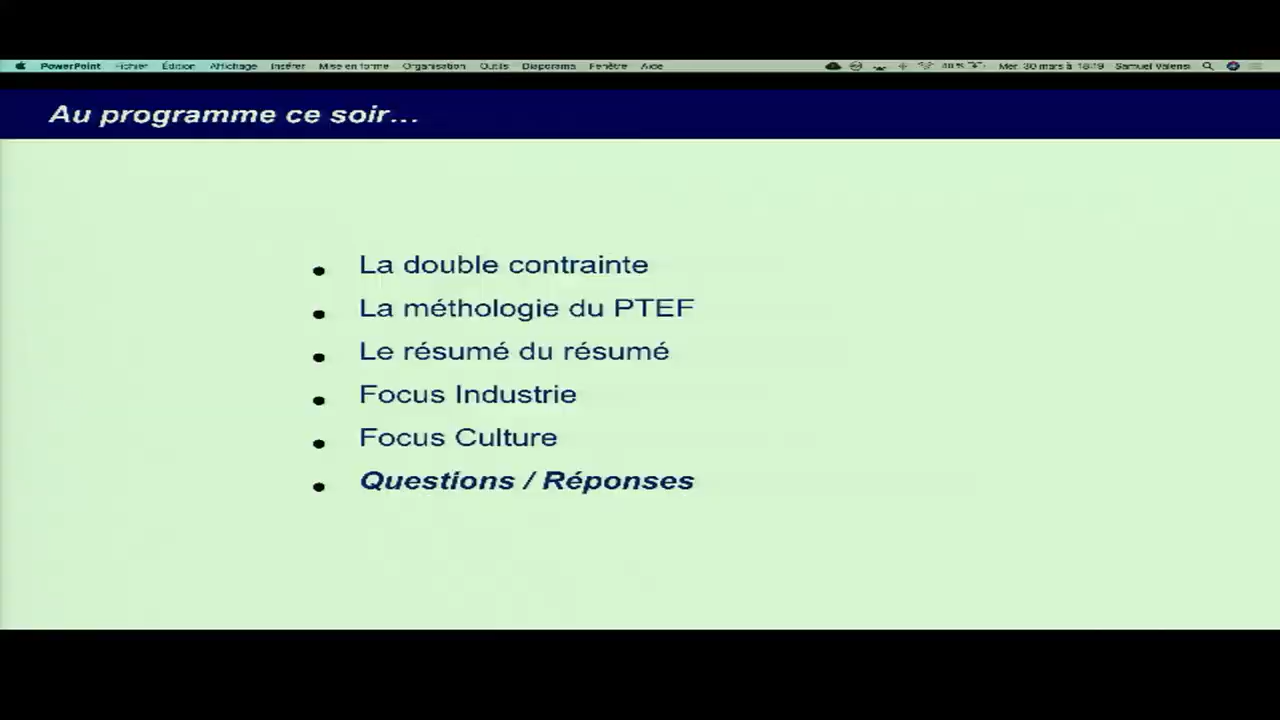 PowerPoint Fichier Édition Affichage Insérer Mise en forme Organisation Outils Diaporama Fenêtre Aide Mer. 30 mars à 18:19 Samuel Valensi
Au programme ce soir...
La double contrainte
La méthologie du PTEF
Le résumé du résumé
Focus Industrie
Focus Culture
Questions / Réponses